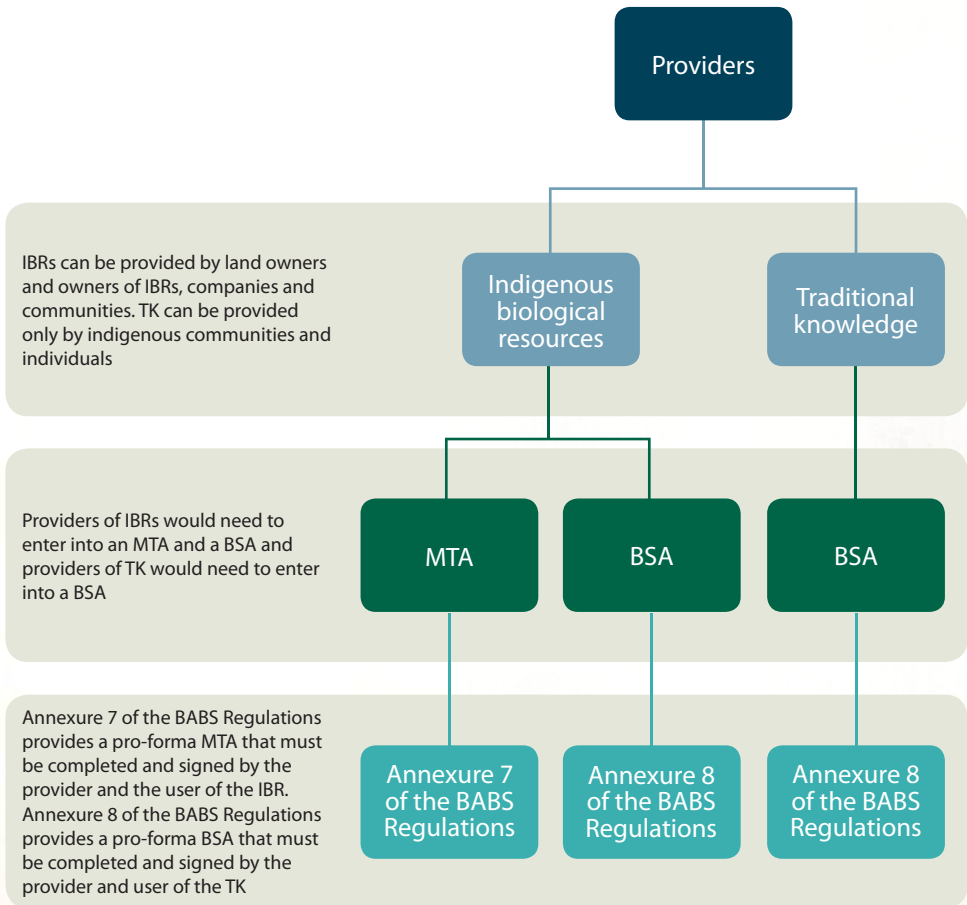 Providers
IBRs can be provided by land owners
and owners of IBRs, companies and
communities. TK can be provided
only by indigenous communities and
individuals
Indigenous
biological
resources
Traditional
knowledge
Providers of IBRs would need to
enter into an MTA and a BSA and
providers of TK would need to enter
into a BSA
MTA
BSA
BSA
Annexure 7 of the BABS Regulations
provides a pro-forma MTA that must
be completed and signed by the
provider and the user of the IBR.
Annexure 8 of the BABS Regulations
provides a pro-forma BSA that must
be completed and signed by the
provider and user of the TK
Annexure 7
of the BABS
Regulations
Annexure 8
of the BABS
Regulations
Annexure 8
of the BABS
Regulations